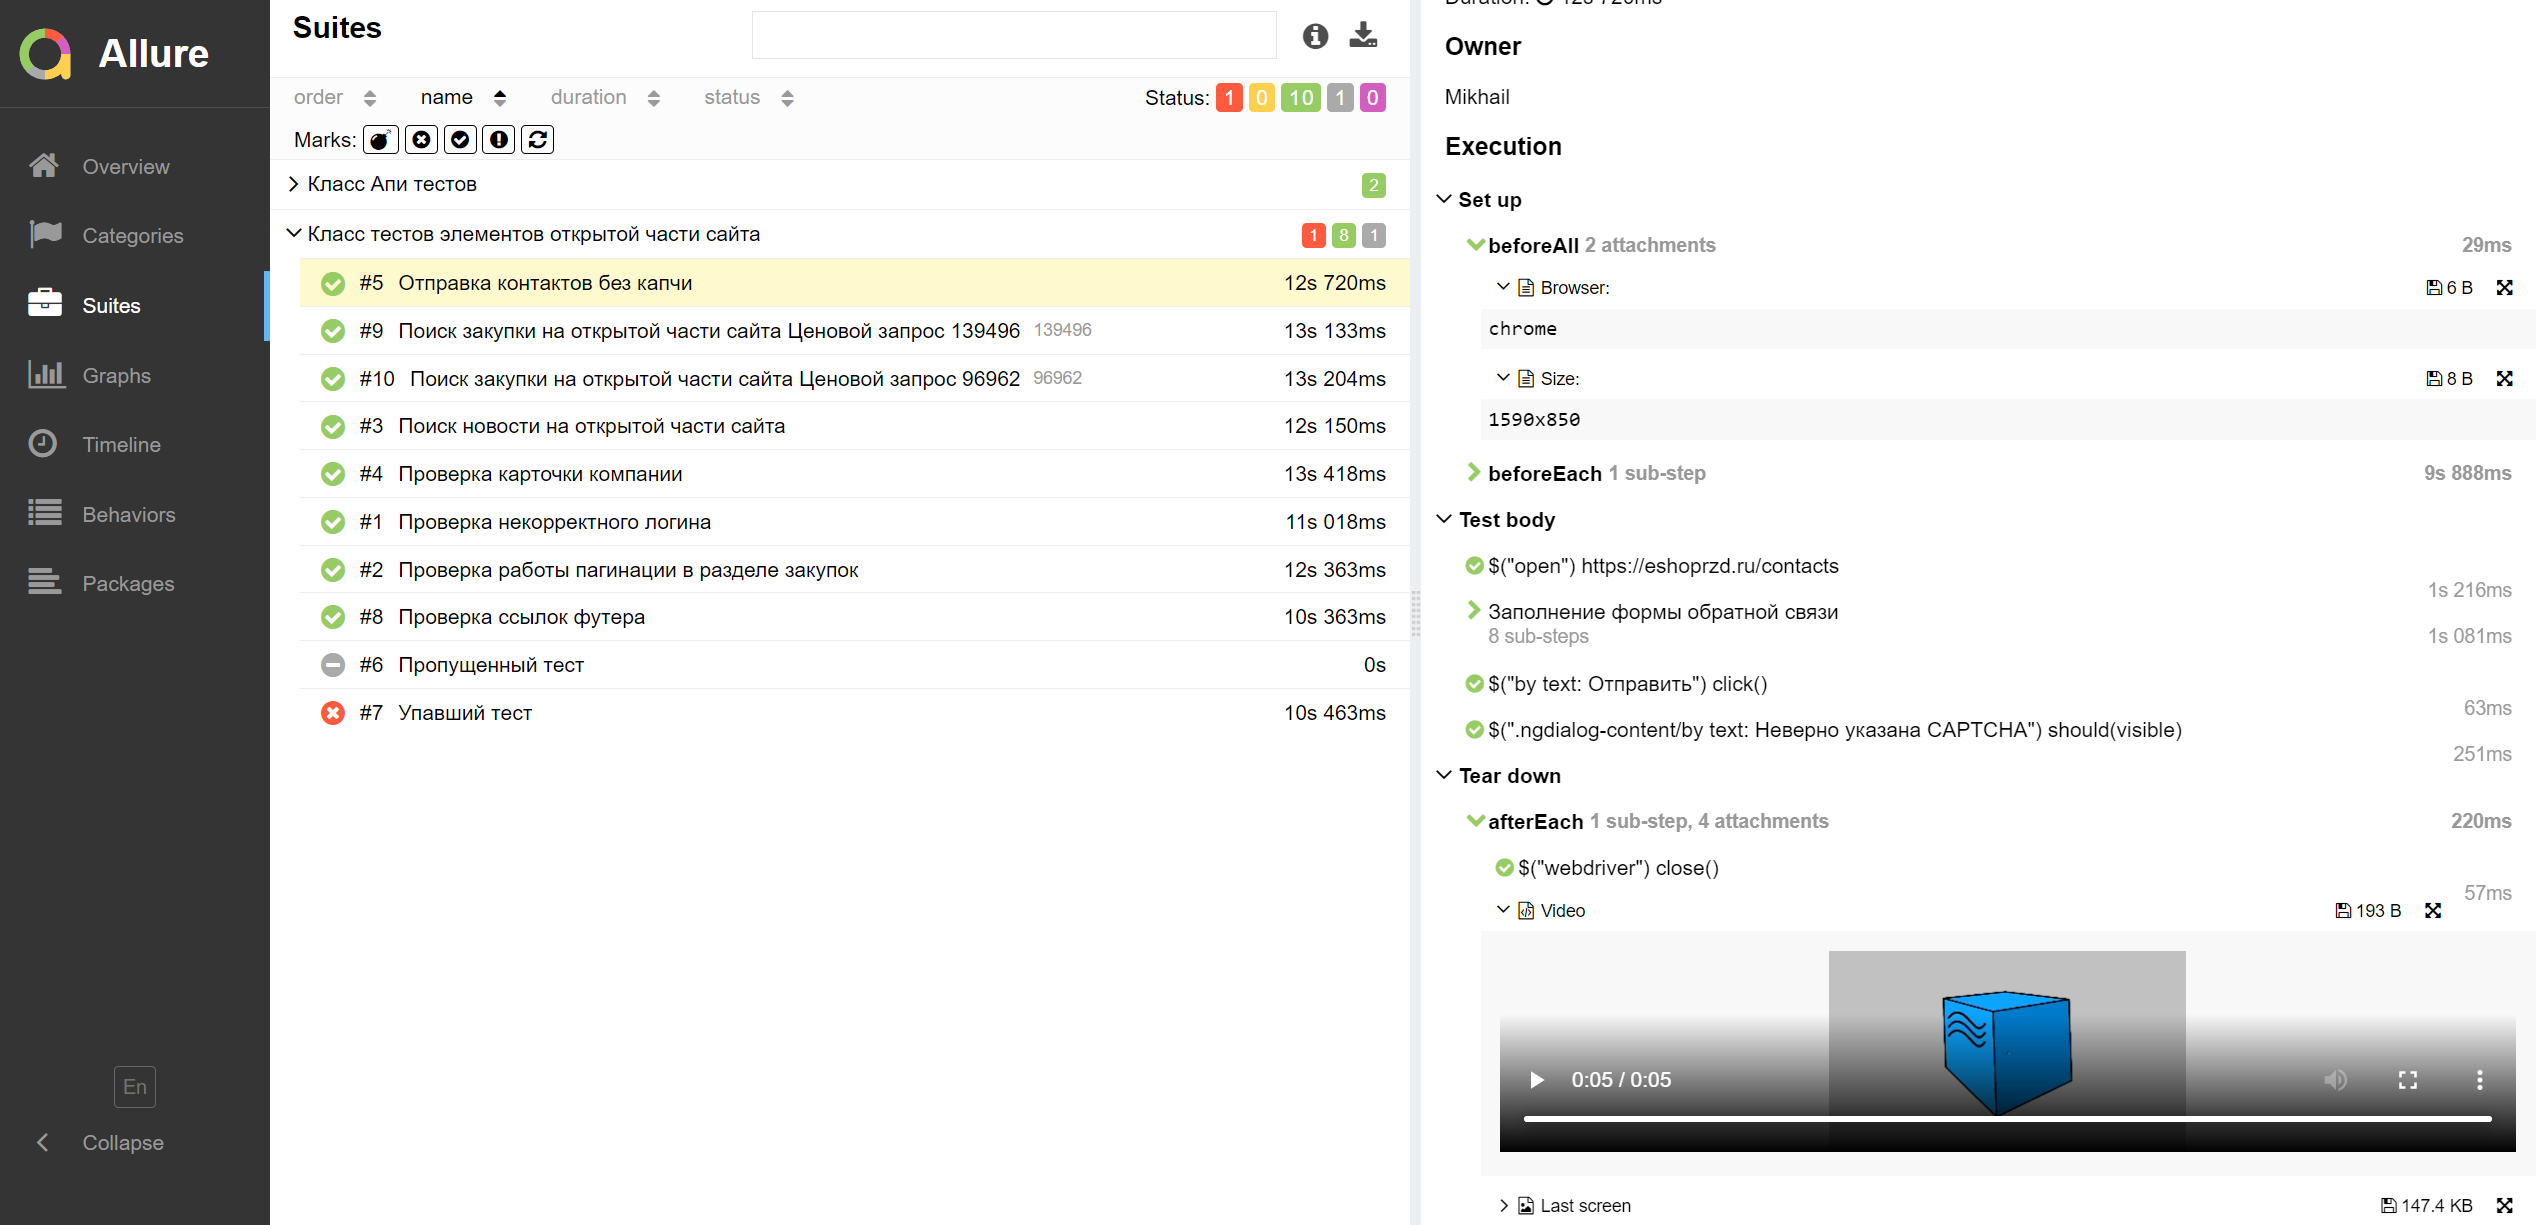 Allure
Overview
Categories
Suites
Graphs
Timeline
Behaviors
Packages
En
Collapse
Suites
order name duration status
Status: 1 0 10 1 0
Marks:
Класс Апи тестов 2
Класс тестов элементов открытой части сайта 1 8 1
#5 Отправка контактов без капчи 12s 720ms
#9 Поиск закупки на открытой части сайта Ценовой запрос 139496 139496 13s 133ms
#10 Поиск закупки на открытой части сайта Ценовой запрос 96962 96962 13s 204ms
#3 Поиск новости на открытой части сайта 12s 150ms
#4 Проверка карточки компании 13s 418ms
#1 Проверка некорректного логина 11s 018ms
#2 Проверка работы пагинации в разделе закупок 12s 363ms
#8 Проверка ссылок футера 10s 363ms
#6 Пропущенный тест 0s
#7 Упавший тест 10s 463ms
Duration: 12s 720ms
Owner
Mikhail
Execution
Set up
beforeAll 2 attachments 29ms
Browser: 6 B
chrome
Size: 8 B
1590x850
beforeEach 1 sub-step 9s 888ms
Test body
$("open") https://eshoprzd.ru/contacts
1s 216ms
Заполнение формы обратной связи
8 sub-steps 1s 081ms
$("by text: Отправить") click()
63ms
$(".ngdialog-content/by text: Неверно указана CAPTCHA") should(visible)
251ms
Tear down
afterEach 1 sub-step, 4 attachments 220ms
$("webdriver") close()
57ms
Video 193 B
0:05 / 0:05
Last screen 147.4 KB